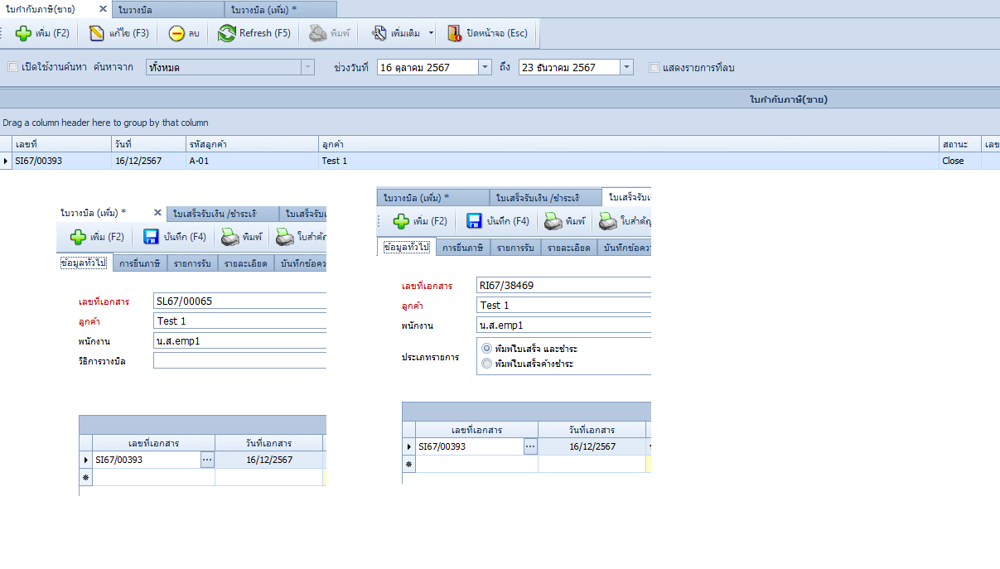 ใบกำกับภาษี(ขาย) ใบวางบิล ใบวางบิล (เพิ่ม) *
เพิ่ม (F2) แก้ไข (F3) ลบ Refresh (F5) พิมพ์ เพิ่มเติม ปิดหน้าจอ (Esc)
เปิดใช้งานค้นหา ค้นหาจาก ทั้งหมด ช่วงวันที่ 16 ตุลาคม 2567 ถึง 23 ธันวาคม 2567 แสดงรายการที่ลบ
ใบกำกับภาษี(ขาย)
Drag a column header here to group by that column
เลขที่ วันที่ รหัสลูกค้า ลูกค้า สถานะ เลข
SI67/00393 16/12/2567 A-01 Test 1 Close
ใบวางบิล (เพิ่ม) * ใบเสร็จรับเงิน /ชำระเงิ ใบเสร็จรับ
เพิ่ม (F2) บันทึก (F4) พิมพ์ ใบสำคั
ข้อมูลทั่วไป การยื่นภาษี รายการรับ รายละเอียด บันทึกข้อคว
เลขที่เอกสาร SL67/00065
ลูกค้า Test 1
พนักงาน น.ส.emp1
วิธีการวางบิล
เลขที่เอกสาร วันที่เอกสาร
SI67/00393 16/12/2567
ใบวางบิล (เพิ่ม) * ใบเสร็จรับเงิน /ชำระเงิ ใบเสร็จรับเ
เพิ่ม (F2) บันทึก (F4) พิมพ์ ใบสำคัญ
ข้อมูลทั่วไป การยื่นภาษี รายการรับ รายละเอียด บันทึกข้อคว
เลขที่เอกสาร RI67/38469
ลูกค้า Test 1
พนักงาน น.ส.emp1
ประเภทรายการ พิมพ์ใบเสร็จ และชำระ
พิมพ์ใบเสร็จค้างชำระ
เลขที่เอกสาร วันที่เอกสาร
SI67/00393 16/12/2567